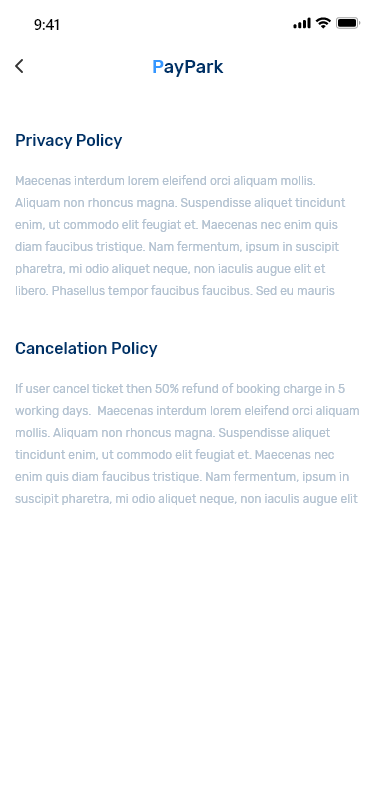 9:41
PayPark
Privacy Policy
Maecenas interdum lorem eleifend orci aliquam mollis.
Aliquam non rhoncus magna. Suspendisse aliquet tincidunt
enim, ut commodo elit feugiat et. Maecenas nec enim quis
diam faucibus tristique. Nam fermentum, ipsum in suscipit
pharetra, mi odio aliquet neque, non iaculis augue elit et
libero. Phasellus tempor faucibus faucibus. Sed eu mauris
Cancelation Policy
If user cancel ticket then 50% refund of booking charge in 5
working days.  Maecenas interdum lorem eleifend orci aliquam
mollis. Aliquam non rhoncus magna. Suspendisse aliquet
tincidunt enim, ut commodo elit feugiat et. Maecenas nec
enim quis diam faucibus tristique. Nam fermentum, ipsum in
suscipit pharetra, mi odio aliquet neque, non iaculis augue elit